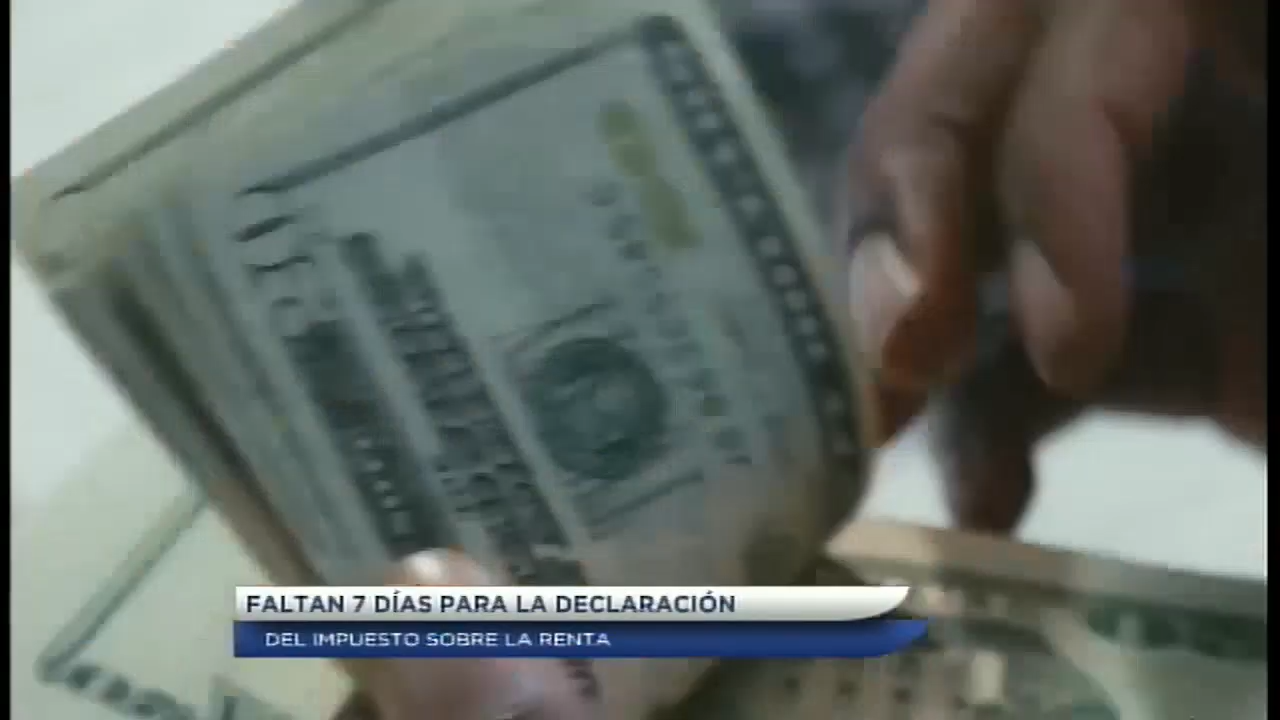 FALTAN 7 DÍAS PARA LA DECLARACIÓN
DEL IMPUESTO SOBRE LA RENTA